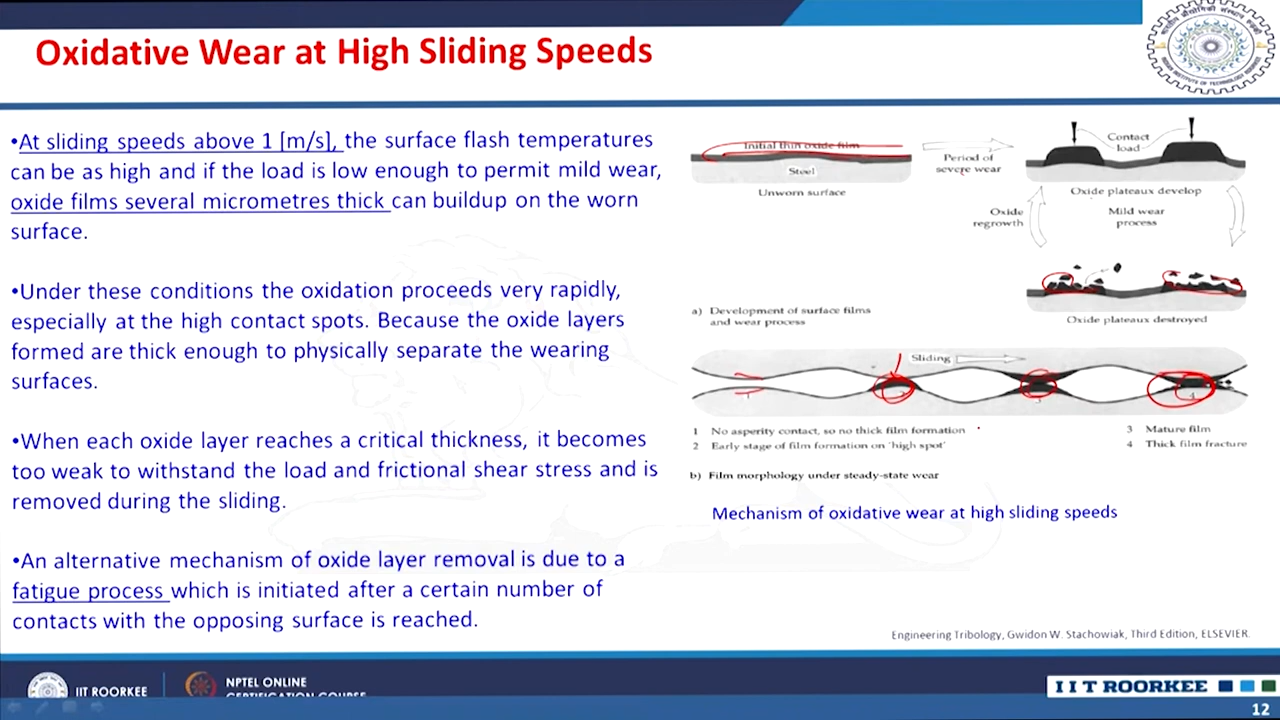 Oxidative Wear at High Sliding Speeds
•At sliding speeds above 1 [m/s], the surface flash temperatures
can be as high and if the load is low enough to permit mild wear,
oxide films several micrometres thick can buildup on the worn
surface.
•Under these conditions the oxidation proceeds very rapidly,
especially at the high contact spots. Because the oxide layers
formed are thick enough to physically separate the wearing
surfaces.
•When each oxide layer reaches a critical thickness, it becomes
too weak to withstand the load and frictional shear stress and is
removed during the sliding.
•An alternative mechanism of oxide layer removal is due to a
fatigue process which is initiated after a certain number of
contacts with the opposing surface is reached.
Initial thin oxide film
Steel
Unworn surface
Period of
severe wear
Contact
load
Oxide plateaux develop
Oxide
regrowth
Mild wear
process
Oxide plateaux destroyed
a) Development of surface films
and wear process
Sliding
1
2
3
4
1 No asperity contact, so no thick film formation
2 Early stage of film formation on 'high spot'
3 Mature film
4 Thick film fracture
b) Film morphology under steady-state wear
Mechanism of oxidative wear at high sliding speeds
Engineering Tribology, Gwidon W. Stachowiak, Third Edition, ELSEVIER.
IIT ROORKEE
NPTEL ONLINE
CERTIFICATION COURSE
IIT ROORKEE
12